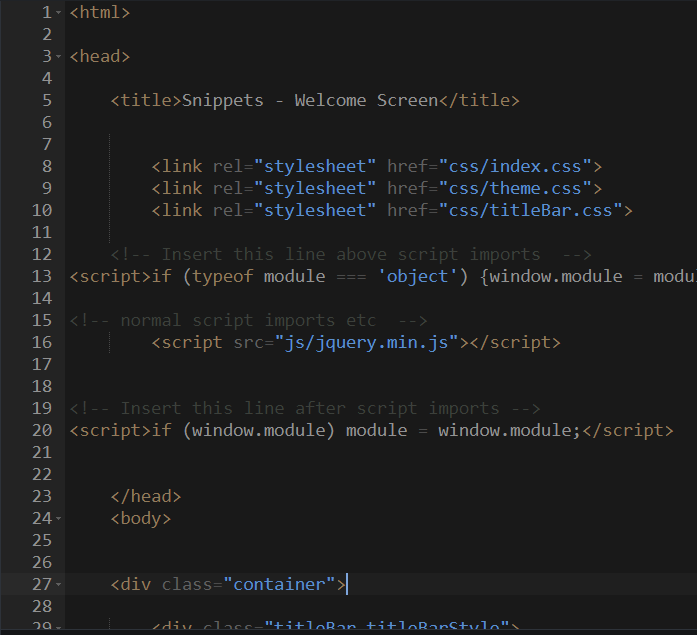 1 <html>
2
3 <head>
4
5 <title>Snippets - Welcome Screen</title>
6
7
8 <link rel="stylesheet" href="css/index.css">
9 <link rel="stylesheet" href="css/theme.css">
10 <link rel="stylesheet" href="css/titleBar.css">
11
12 <!-- Insert this line above script imports  -->
13 <script>if (typeof module === 'object') {window.module = modu
14
15 <!-- normal script imports etc  -->
16 <script src="js/jquery.min.js"></script>
17
18
19 <!-- Insert this line after script imports -->
20 <script>if (window.module) module = window.module;</script>
21
22
23 </head>
24 <body>
25
26
27 <div class="container">
28
29 <div class="titleBar titleBarStyle">